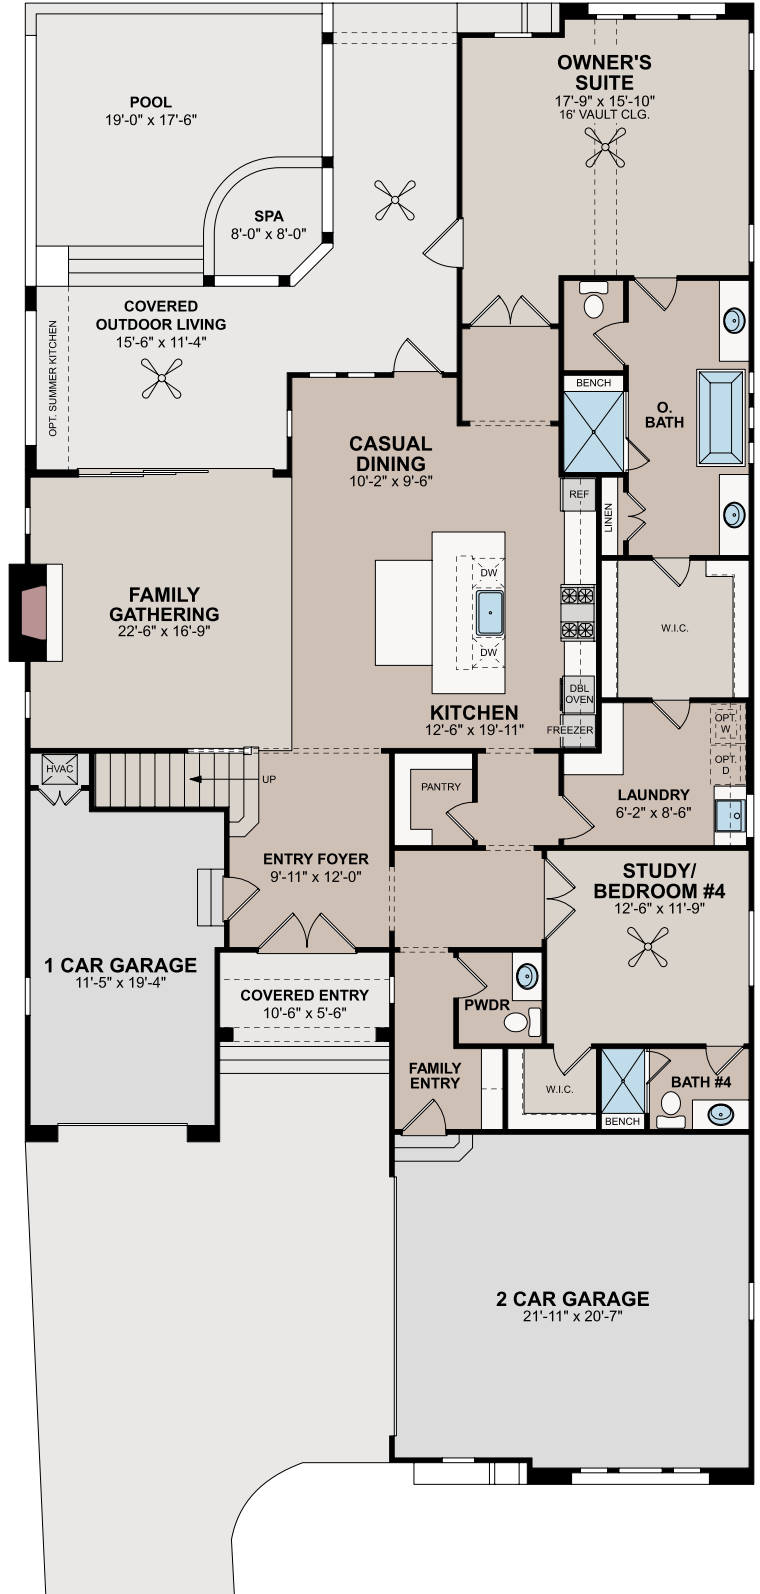 OWNER'S
SUITE
17'-9" x 15'-10"
16' VAULT CLG.
POOL
19'-0" x 17'-6"
SPA
8'-0" x 8'-0"
COVERED
OUTDOOR LIVING
15'-6" x 11'-4"
OPT. SUMMER KITCHEN
BENCH
O.
BATH
CASUAL
DINING
10'-2" x 9'-6"
REF
LINEN
DW
FAMILY
GATHERING
22'-6" x 16'-9"
W.I.C.
DW
DBL
OVEN
KITCHEN
12'-6" x 19'-11"
FREEZER
OPT.
W
OPT.
D
HVAC
UP
PANTRY
LAUNDRY
6'-2" x 8'-6"
ENTRY FOYER
9'-11" x 12'-0"
STUDY/
BEDROOM #4
12'-6" x 11'-9"
1 CAR GARAGE
11'-5" x 19'-4"
COVERED ENTRY
10'-6" x 5'-6"
PWDR
FAMILY
ENTRY
W.I.C.
BATH #4
BENCH
2 CAR GARAGE
21'-11" x 20'-7"